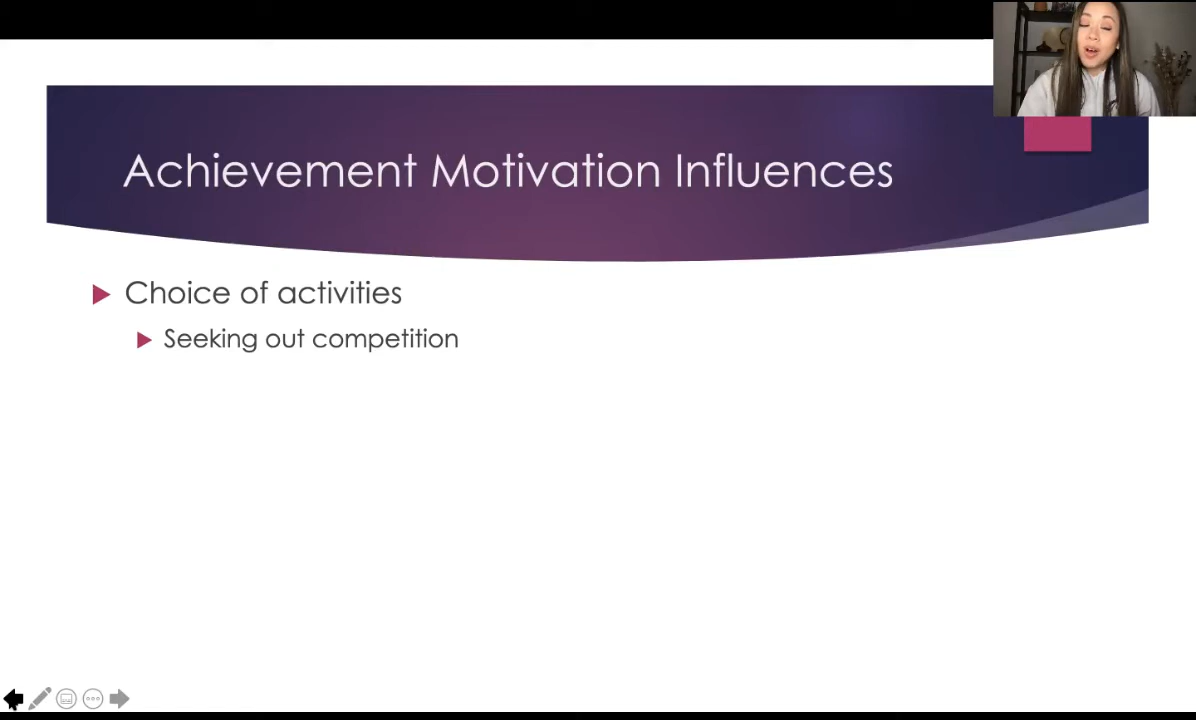 Achievement Motivation Influences
Choice of activities
Seeking out competition